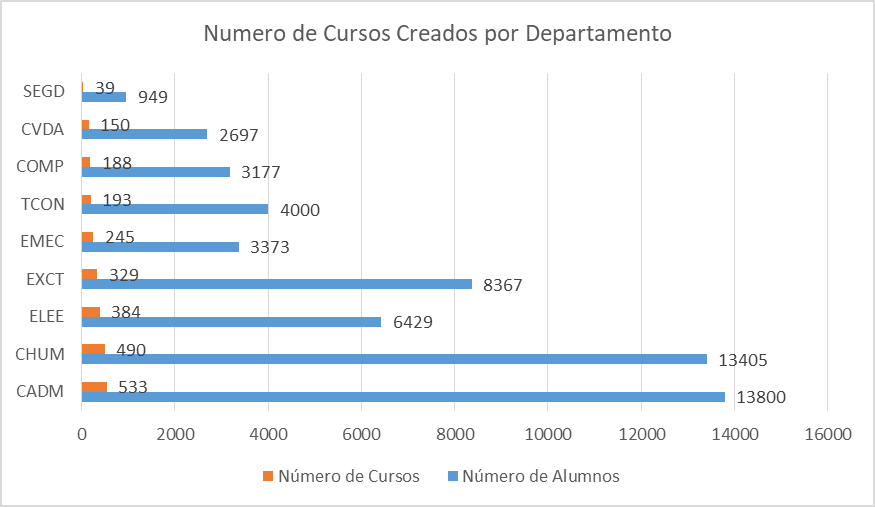 Numero de Cursos Creados por Departamento
SEGD 39 949
CVDA 150 2697
COMP 188 3177
TCON 193 4000
EMEC 245 3373
EXCT 329 8367
ELEE 384 6429
CHUM 490 13405
CADM 533 13800
0 2000 4000 6000 8000 10000 12000 14000 16000
Número de Cursos Número de Alumnos